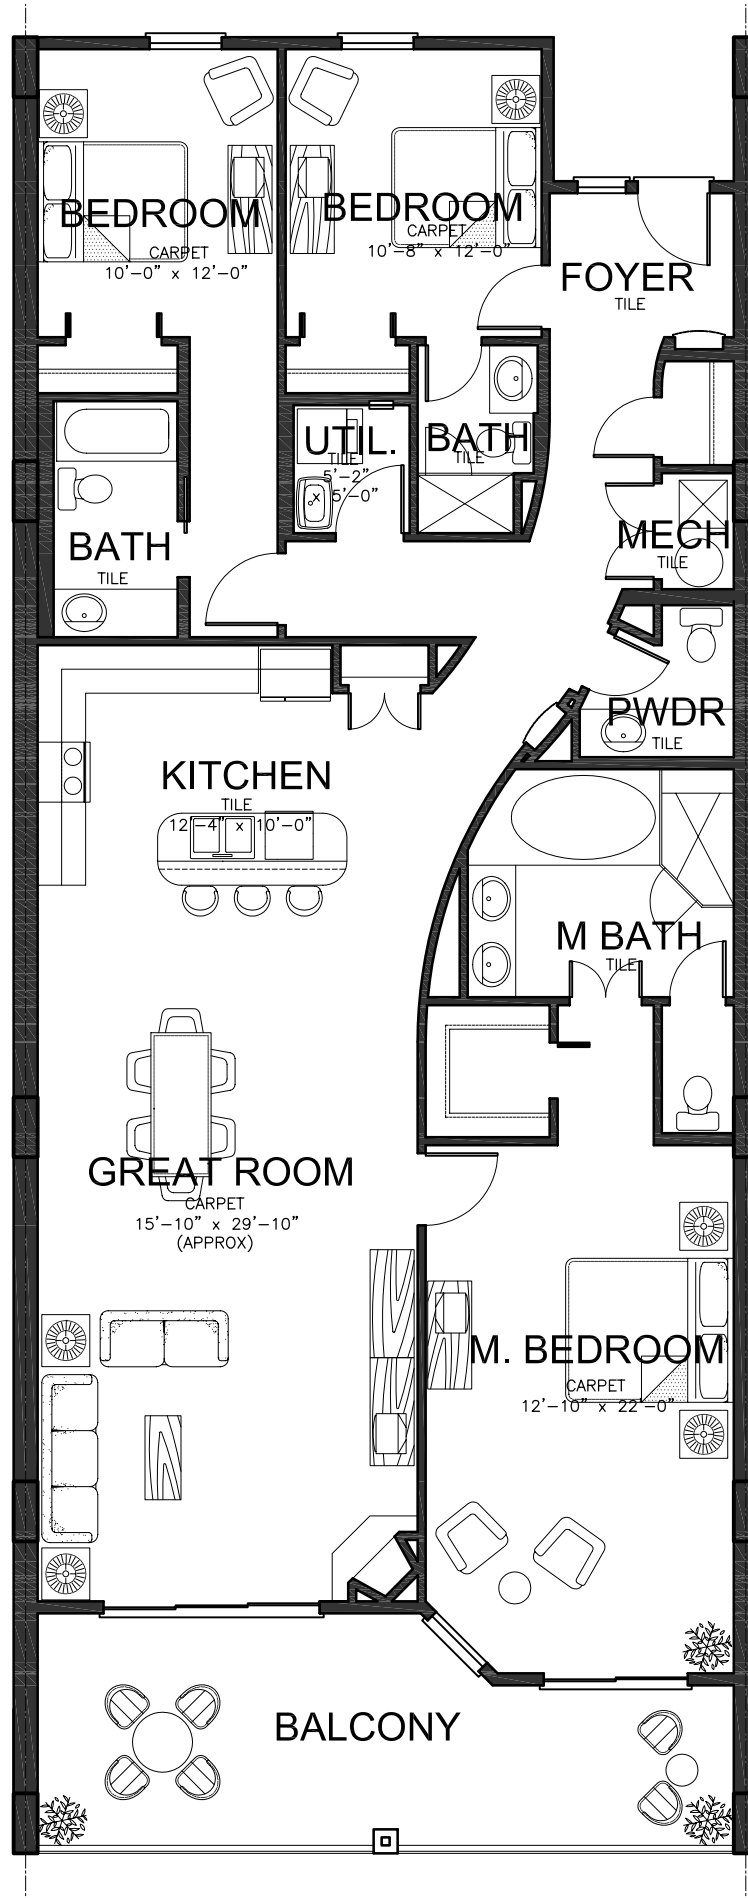 BEDROOM
CARPET
10'-0" x 12'-0"
BEDROOM
CARPET
10'-8" x 12'-0"
FOYER
TILE
UTIL.
TILE
5'-2"
x 5'-0"
BATH
TILE
BATH
TILE
MECH
TILE
PWDR
TILE
KITCHEN
TILE
12'-4" x 10'-0"
M BATH
TILE
GREAT ROOM
CARPET
15'-10" x 29'-10"
(APPROX)
M. BEDROOM
CARPET
12'-10" x 22'-0"
BALCONY